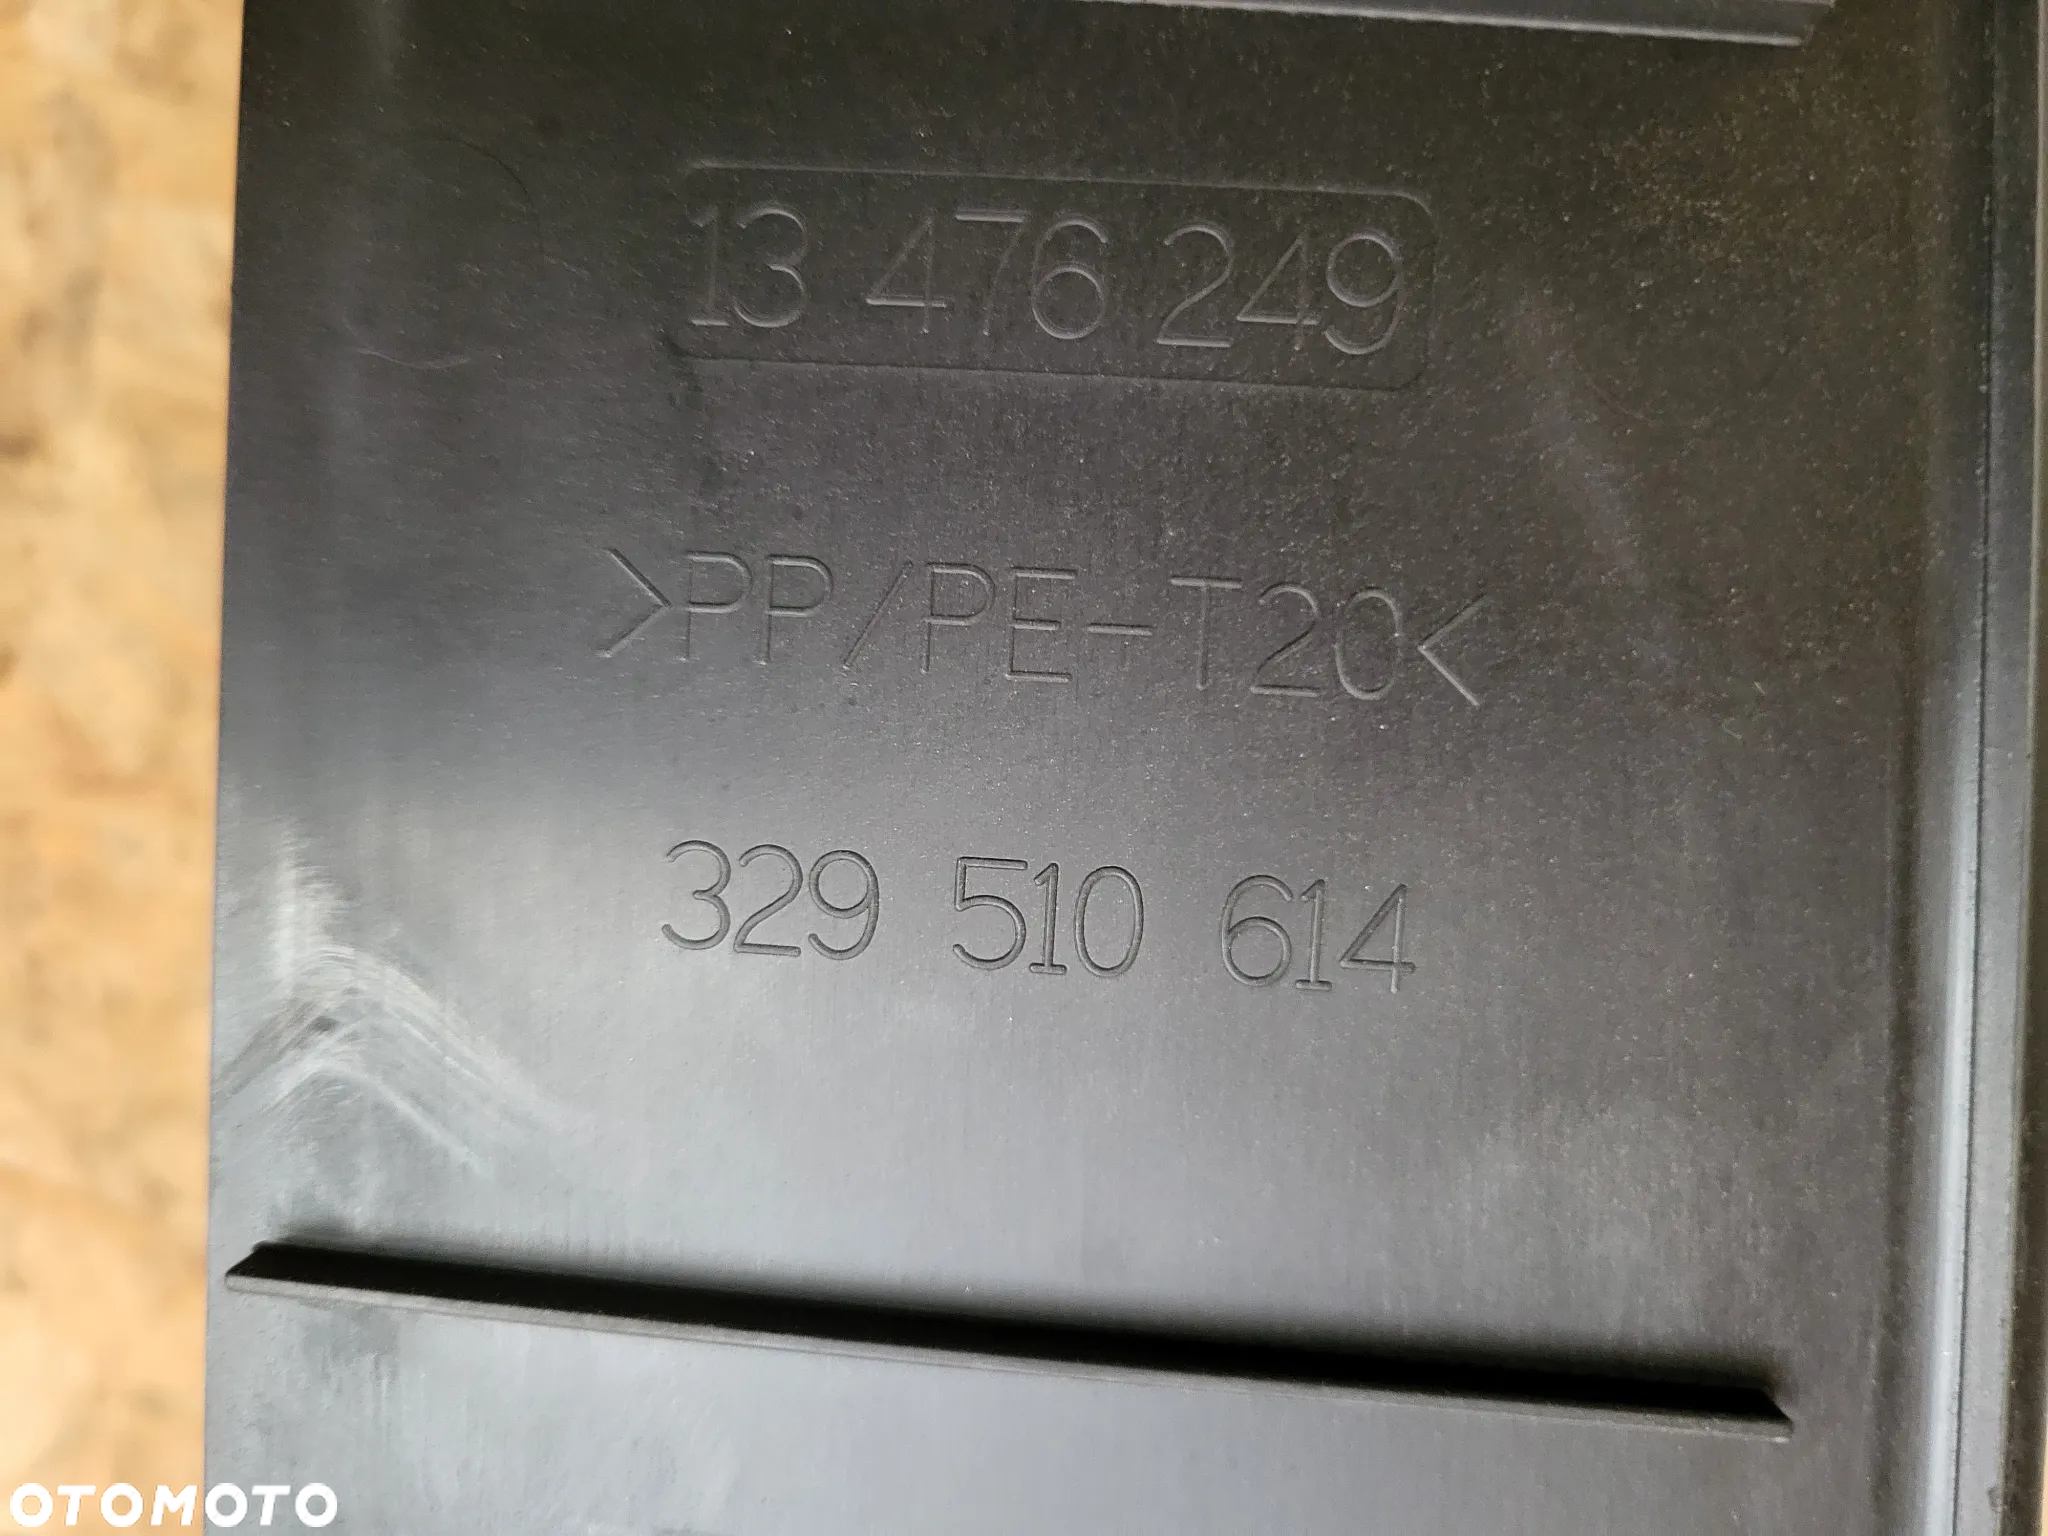 13 476 249
>PP/PE-T20<
329 510 614
OTOMOTO